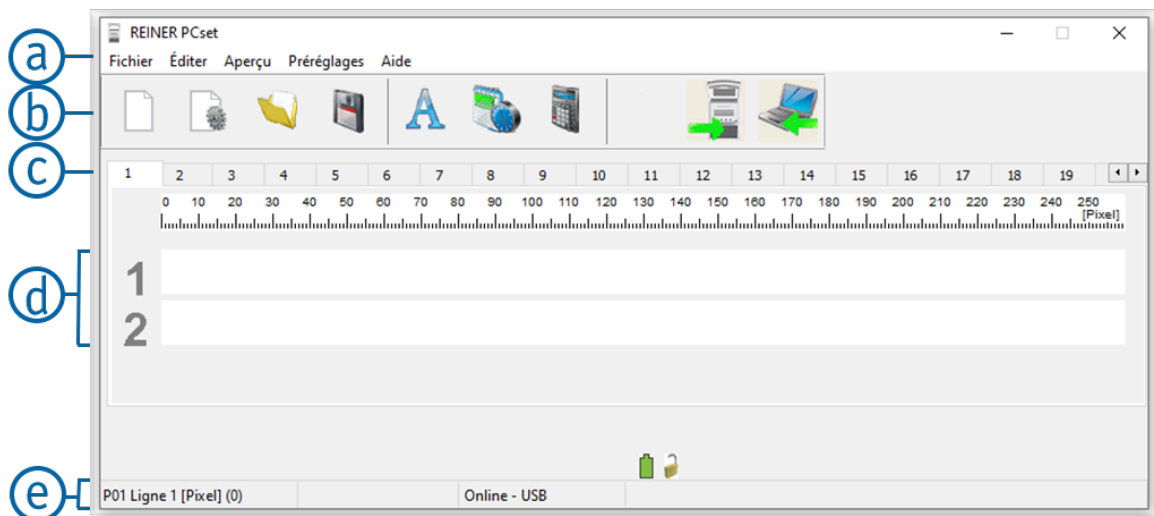 REINER PCset
a
Fichier Éditer Aperçu Préréglages Aide
b
A
c
1 2 3 4 5 6 7 8 9 10 11 12 13 14 15 16 17 18 19
0 10 20 30 40 50 60 70 80 90 100 110 120 130 140 150 160 170 180 190 200 210 220 230 240 250
[Pixel]
d
1
2
e
P01 Ligne 1 [Pixel] (0) Online - USB